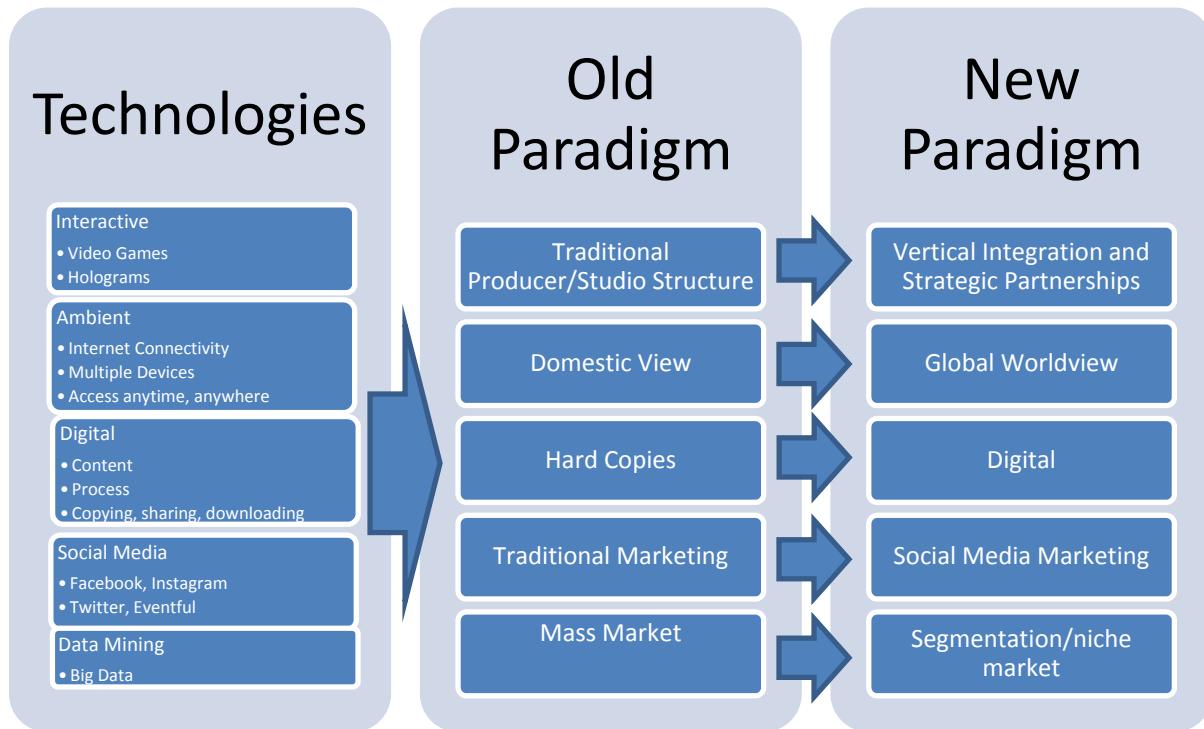 Technologies
Interactive
• Video Games
• Holograms
Ambient
• Internet Connectivity
• Multiple Devices
• Access anytime, anywhere
Digital
• Content
• Process
• Copying, sharing, downloading
Social Media
• Facebook, Instagram
• Twitter, Eventful
Data Mining
• Big Data
Old
Paradigm
Traditional
Producer/Studio Structure
Domestic View
Hard Copies
Traditional Marketing
Mass Market
New
Paradigm
Vertical Integration and
Strategic Partnerships
Global Worldview
Digital
Social Media Marketing
Segmentation/niche
market